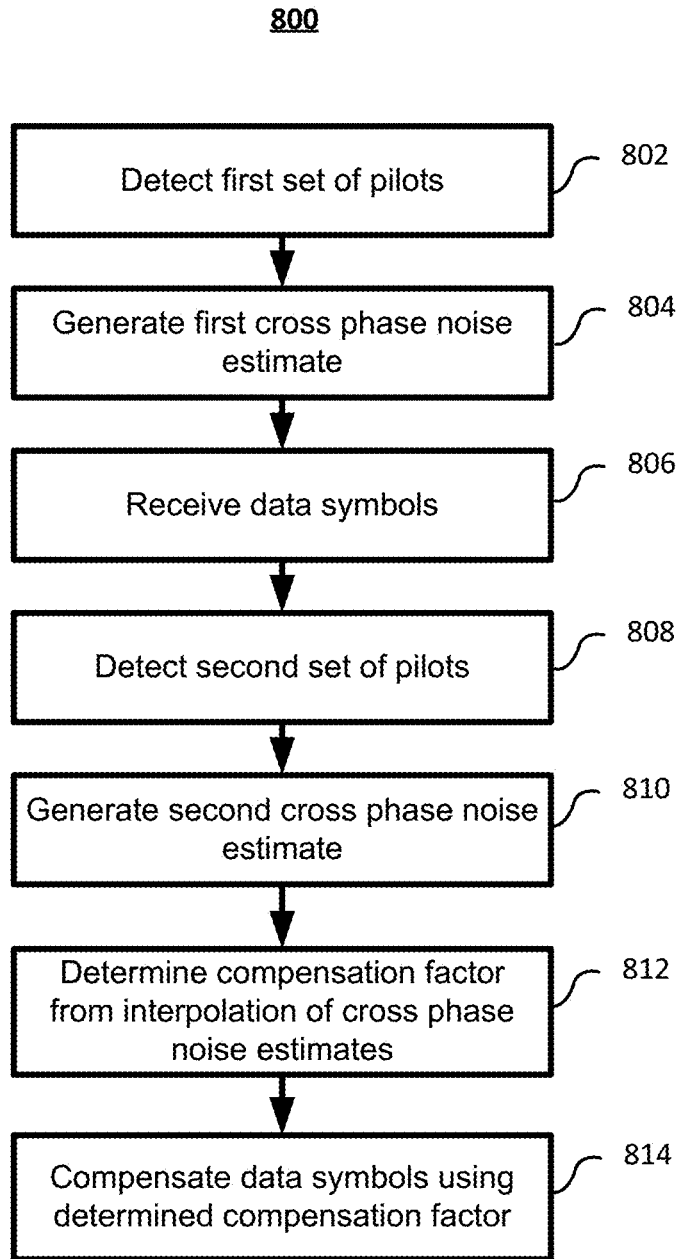 800
Detect first set of pilots
802
Generate first cross phase noise
estimate
804
Receive data symbols
806
Detect second set of pilots
808
Generate second cross phase noise
estimate
810
Determine compensation factor
from interpolation of cross phase
noise estimates
812
Compensate data symbols using
determined compensation factor
814